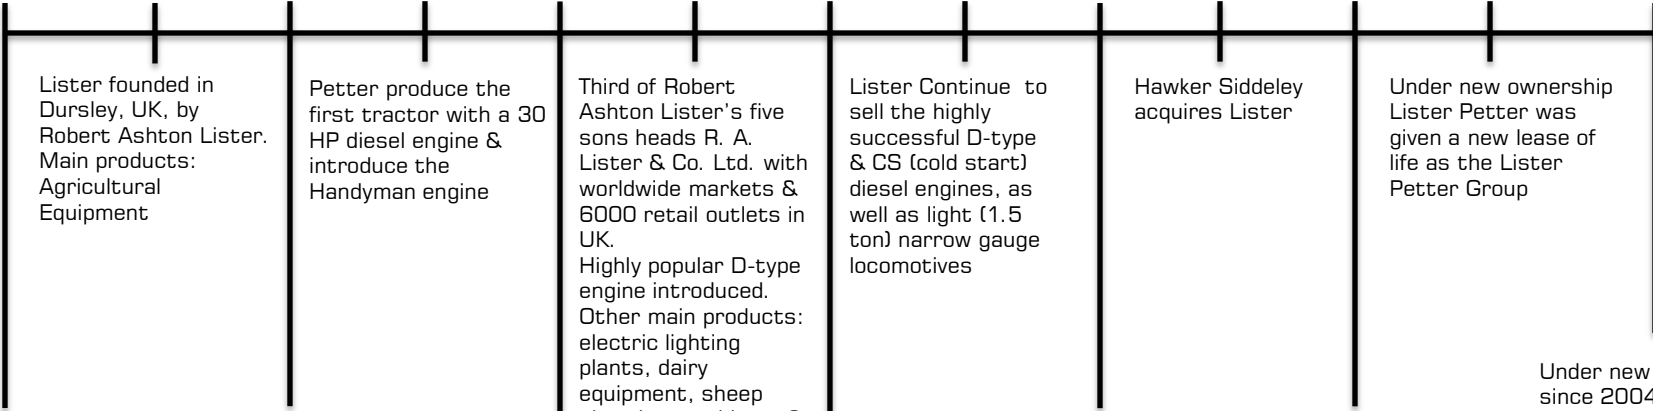 Lister founded in
Dursley, UK, by
Robert Ashton Lister.
Main products:
Agricultural
Equipment
Petter produce the
first tractor with a 30
HP diesel engine &
introduce the
Handyman engine
Third of Robert
Ashton Lister's five
sons heads R. A.
Lister & Co. Ltd. with
worldwide markets &
6000 retail outlets in
UK.
Highly popular D-type
engine introduced.
Other main products:
electric lighting
plants, dairy
equipment, sheep
Lister Continue to
sell the highly
successful D-type
& CS (cold start)
diesel engines, as
well as light (1.5
ton) narrow gauge
locomotives
Hawker Siddeley
acquires Lister
Under new ownership
Lister Petter was
given a new lease of
life as the Lister
Petter Group
Under new
since 2004